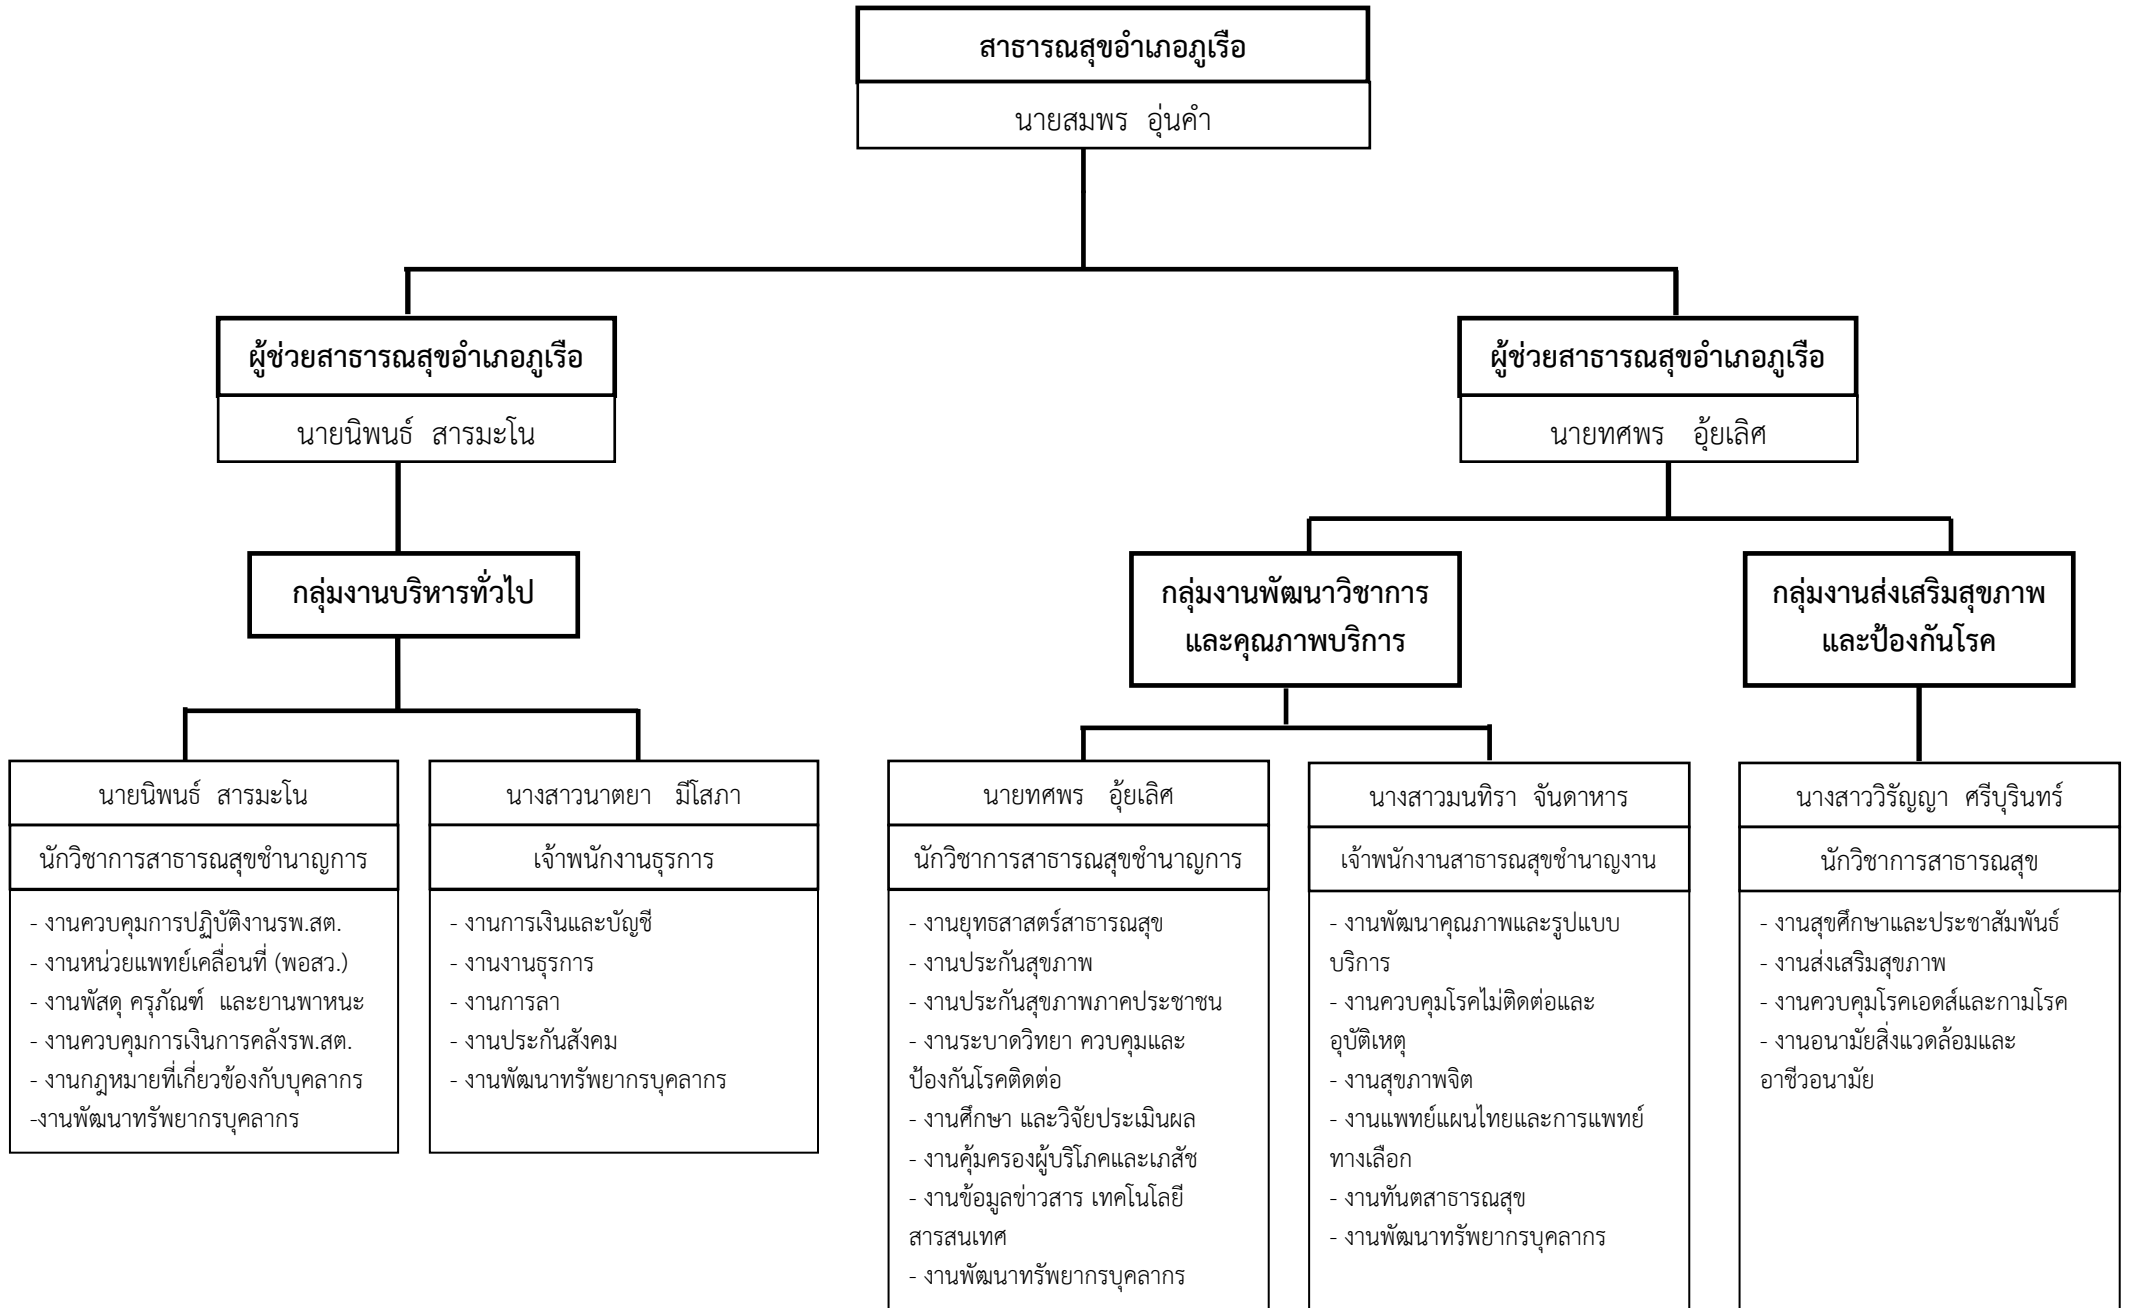 สาธารณสุขอำเภอภูเรือ
นายสมพร อุ่นคำ
ผู้ช่วยสาธารณสุขอำเภอภูเรือ
นายนิพนธ์ สารมะโน
ผู้ช่วยสาธารณสุขอำเภอภูเรือ
นายทศพร อุ้ยเลิศ
กลุ่มงานบริหารทั่วไป
กลุ่มงานพัฒนาวิชาการ
และคุณภาพบริการ
กลุ่มงานส่งเสริมสุขภาพ
และป้องกันโรค
นายนิพนธ์ สารมะโน
นักวิชาการสาธารณสุขชำนาญการ
- งานควบคุมการปฏิบัติงานรพ.สต.
- งานหน่วยแพทย์เคลื่อนที่ (พอสว.)
- งานพัสดุ ครุภัณฑ์ และยานพาหนะ
- งานควบคุมการเงินการคลังรพ.สต.
- งานกฎหมายที่เกี่ยวข้องกับบุคลากร
-งานพัฒนาทรัพยากรบุคลากร
นางสาวนาตยา มีโสภา
เจ้าพนักงานธุรการ
- งานการเงินและบัญชี
- งานงานธุรการ
- งานการลา
- งานประกันสังคม
- งานพัฒนาทรัพยากรบุคลากร
นายทศพร อุ้ยเลิศ
นักวิชาการสาธารณสุขชำนาญการ
- งานยุทธสาสตร์สาธารณสุข
- งานประกันสุขภาพ
- งานประกันสุขภาพภาคประชาชน
- งานระบาดวิทยา ควบคุมและ
ป้องกันโรคติดต่อ
- งานศึกษา และวิจัยประเมินผล
- งานคุ้มครองผู้บริโภคและเภสัช
- งานข้อมูลข่าวสาร เทคโนโลยี
สารสนเทศ
- งานพัฒนาทรัพยากรบุคลากร
นางสาวมนทิรา จันดาหาร
เจ้าพนักงานสาธารณสุขชำนาญงาน
- งานพัฒนาคุณภาพและรูปแบบ
บริการ
- งานควบคุมโรคไม่ติดต่อและ
อุบัติเหตุ
- งานสุขภาพจิต
- งานแพทย์แผนไทยและการแพทย์
ทางเลือก
- งานทันตสาธารณสุข
- งานพัฒนาทรัพยากรบุคลากร
นางสาววิรัญญา ศรีบุรินทร์
นักวิชาการสาธารณสุข
- งานสุขศึกษาและประชาสัมพันธ์
- งานส่งเสริมสุขภาพ
- งานควบคุมโรคเอดส์และกามโรค
- งานอนามัยสิ่งแวดล้อมและ
อาชีวอนามัย